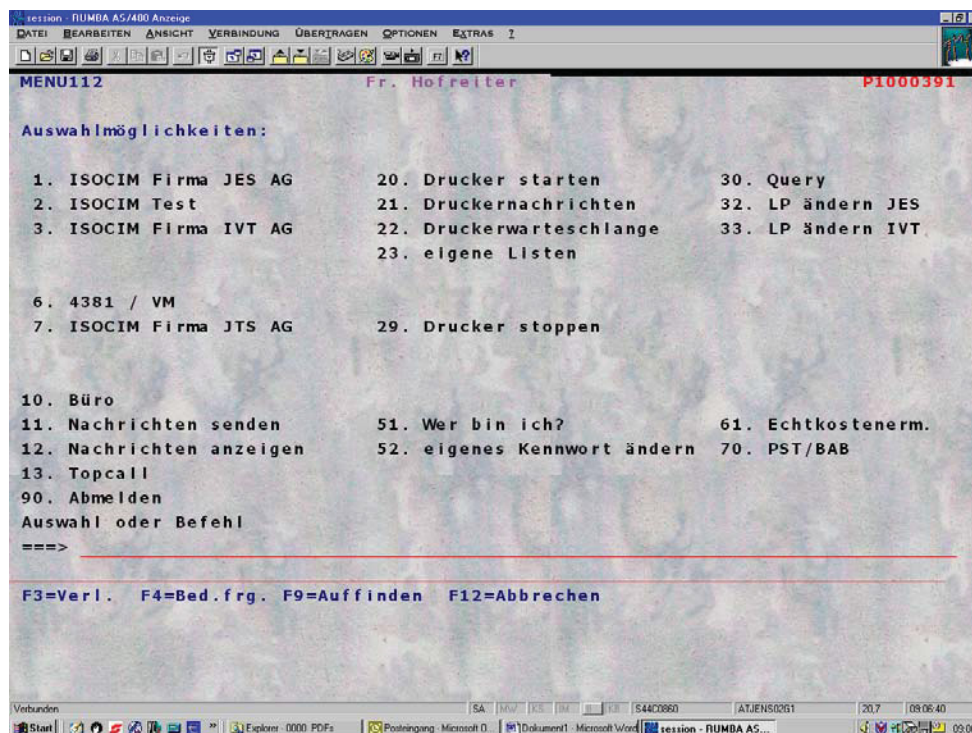 session - RUMBA AS/400 Anzeige
DATEI BEARBEITEN ANSICHT VERBINDUNG ÜBERTRAGEN OPTIONEN EXTRAS ?
MENU112 Fr. Hofreiter P1000391
Auswahlmöglichkeiten:
1. ISOCIM Firma JES AG 20. Drucker starten 30. Query
2. ISOCIM Test 21. Druckernachrichten 32. LP ändern JES
3. ISOCIM Firma IVT AG 22. Druckerwarteschlange 33. LP ändern IVT
23. eigene Listen
6. 4381 / VM
7. ISOCIM Firma JTS AG 29. Drucker stoppen
10. Büro
11. Nachrichten senden 51. Wer bin ich? 61. Echtkostenerm.
12. Nachrichten anzeigen 52. eigenes Kennwort ändern 70. PST/BAB
13. Topcall
90. Abmelden
Auswahl oder Befehl
===>
F3=Verl. F4=Bed.frg. F9=Auffinden F12=Abbrechen
Verbunden SA MW KS IM II KB S44C0860 ATJENS02G1 20,7 09:06:40
Start Explorer - 0000_PDFs Posteingang - Microsoft O... Dokument1 - Microsoft Word session - RUMBA AS...